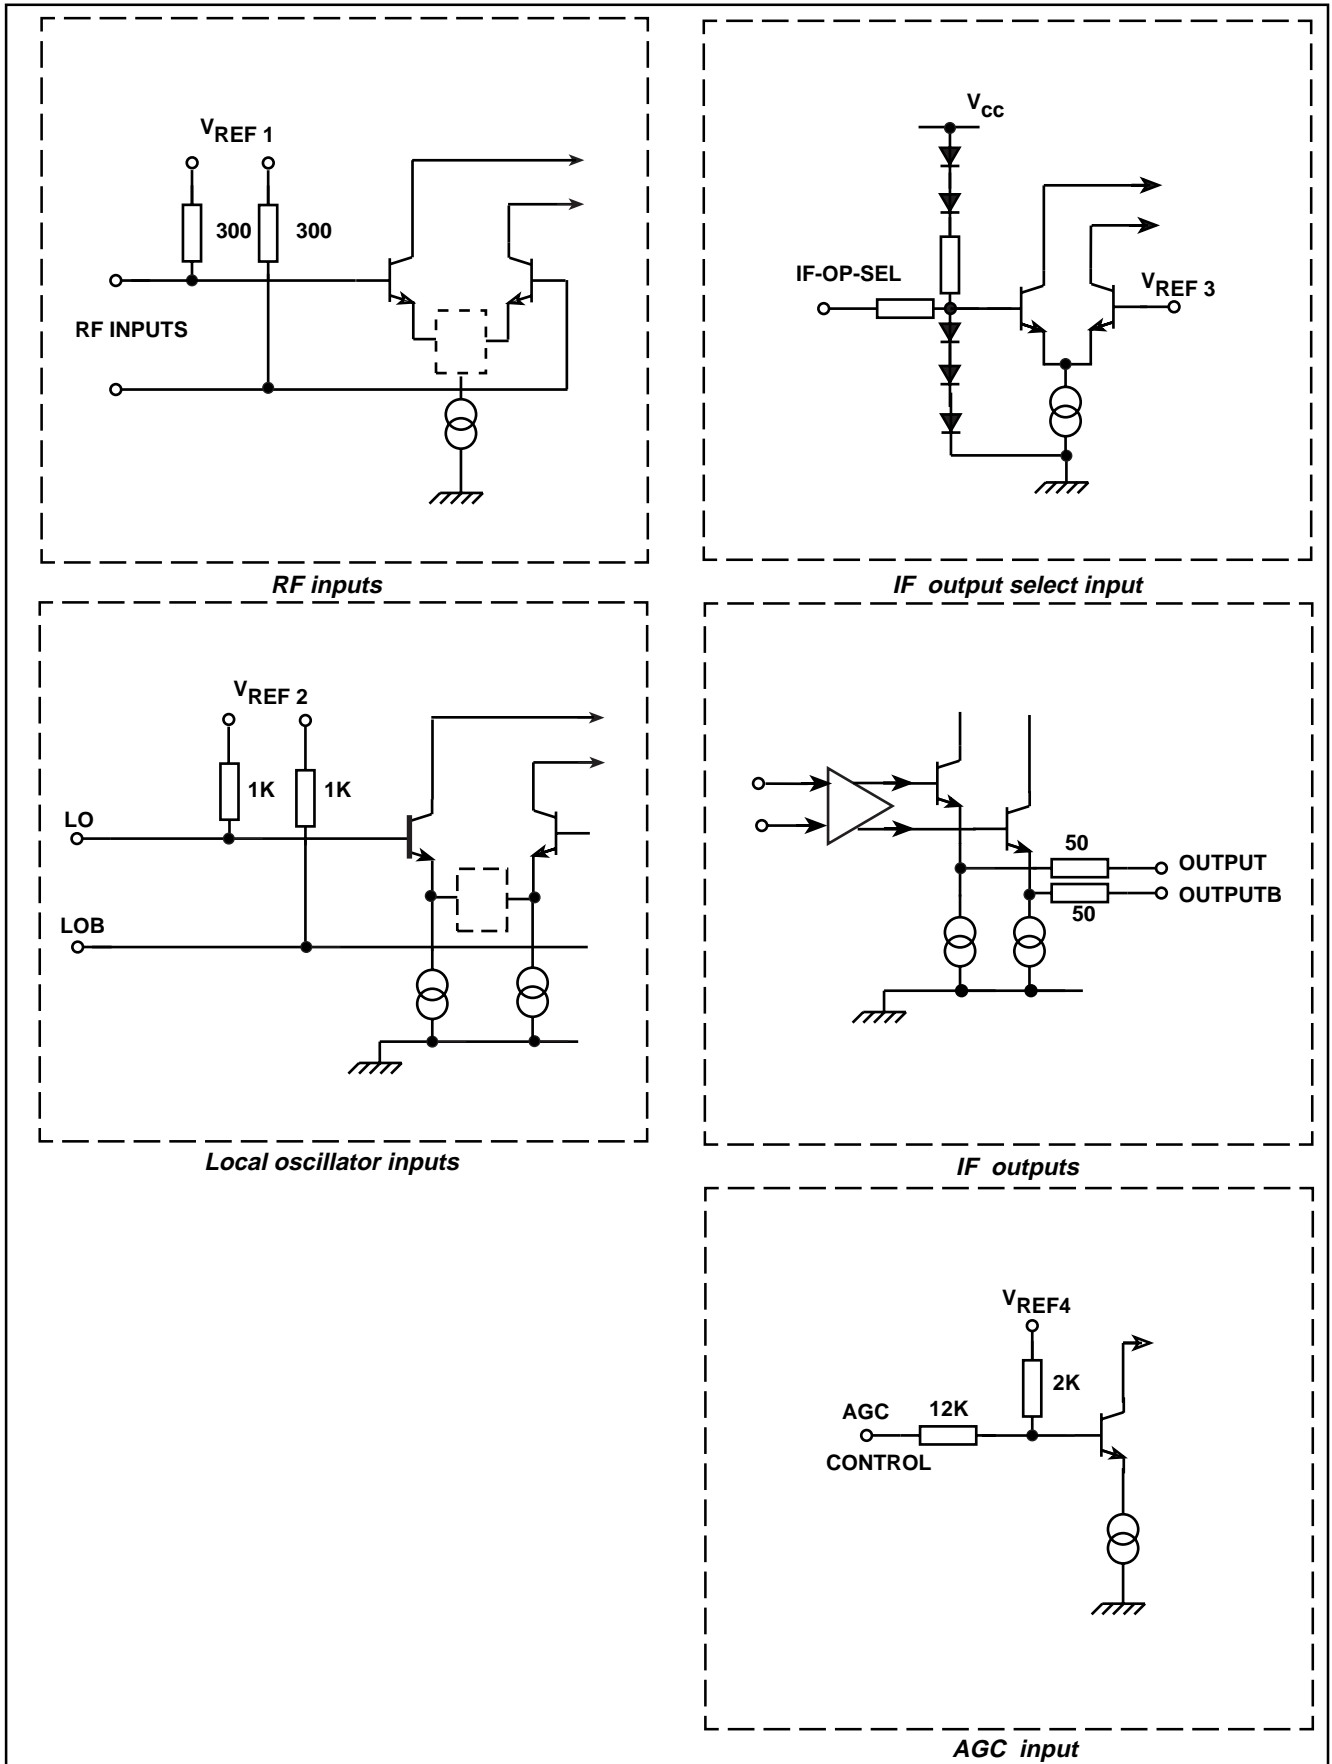 VREF 1
300 300
RF INPUTS
RF inputs
Vcc
IF-OP-SEL
VREF 3
IF output select input
VREF 2
1K 1K
LO
LOB
Local oscillator inputs
50
OUTPUT
OUTPUTB
50
IF outputs
VREF4
2K
12K
AGC
CONTROL
AGC input